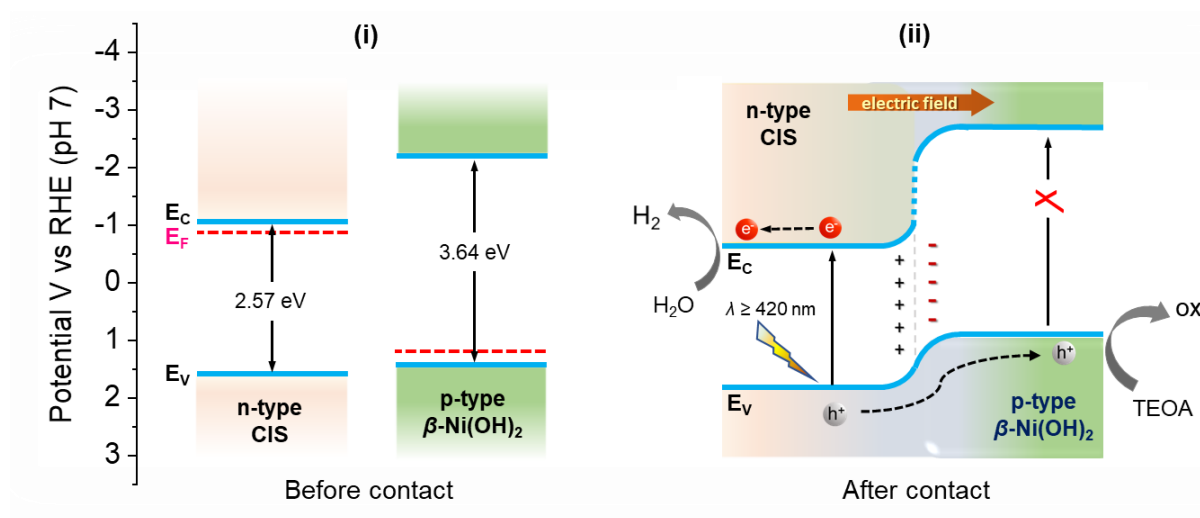 (i)
Potential V vs RHE (pH 7)
-4
-3
-2
-1
0
1
2
3
E_C
E_F
2.57 eV
E_V
n-type
CIS
3.64 eV
p-type
β-Ni(OH)₂
Before contact
(ii)
electric field
n-type
CIS
H₂
e⁻
e⁻
X
E_C
H₂O
λ ≥ 420 nm
+
+
+
+
+
-
-
-
-
-
ox
E_V
h⁺
h⁺
TEOA
p-type
β-Ni(OH)₂
After contact